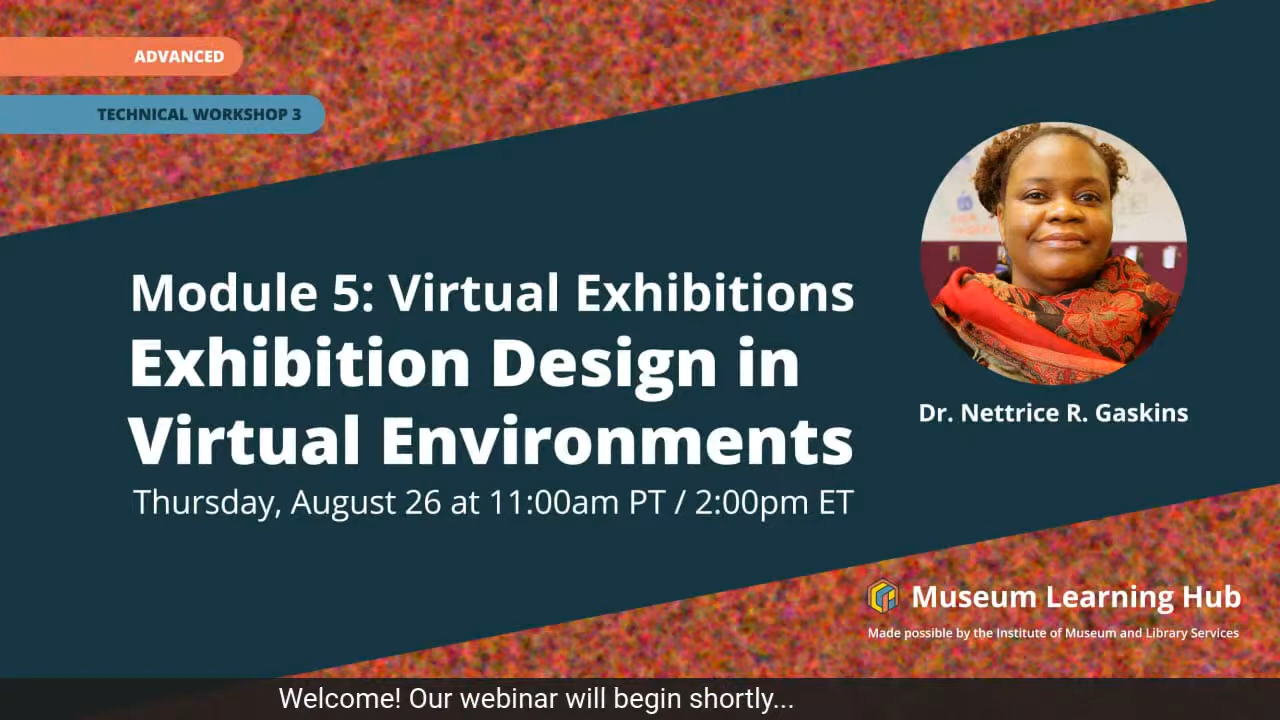 ADVANCED
TECHNICAL WORKSHOP 3
Module 5: Virtual Exhibitions
Exhibition Design in
Virtual Environments
Thursday, August 26 at 11:00am PT / 2:00pm ET
Dr. Nettrice R. Gaskins
Museum Learning Hub
Made possible by the Institute of Museum and Library Services
Welcome! Our webinar will begin shortly...